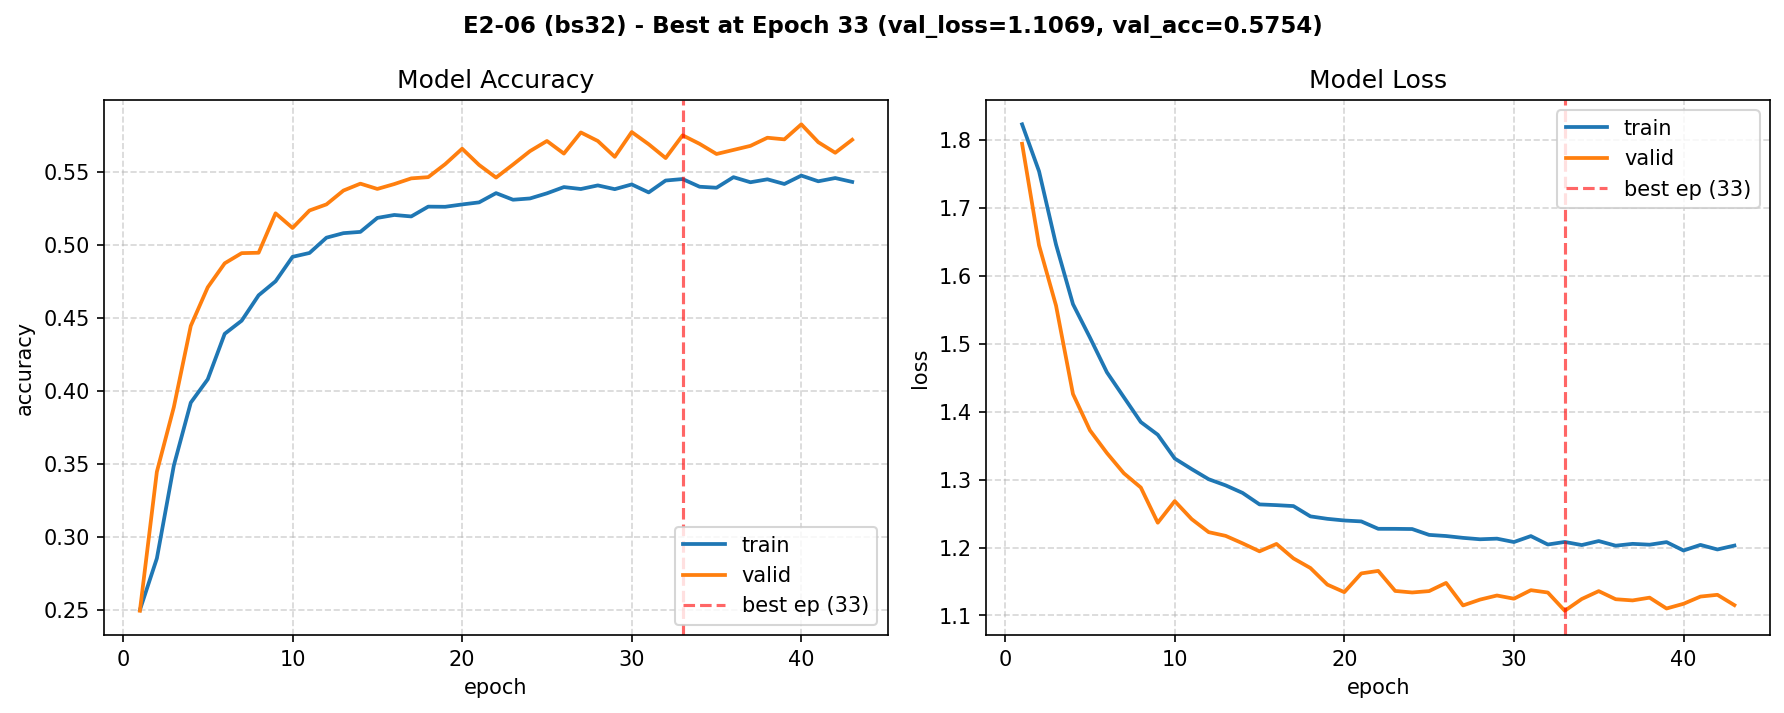 E2-06 (bs32) - Best at Epoch 33 (val_loss=1.1069, val_acc=0.5754)
Model Accuracy
accuracy
0.55
0.50
0.45
0.40
0.35
0.30
0.25
0
10
20
30
40
epoch
train
valid
best ep (33)
Model Loss
loss
1.8
1.7
1.6
1.5
1.4
1.3
1.2
1.1
0
10
20
30
40
epoch
train
valid
best ep (33)